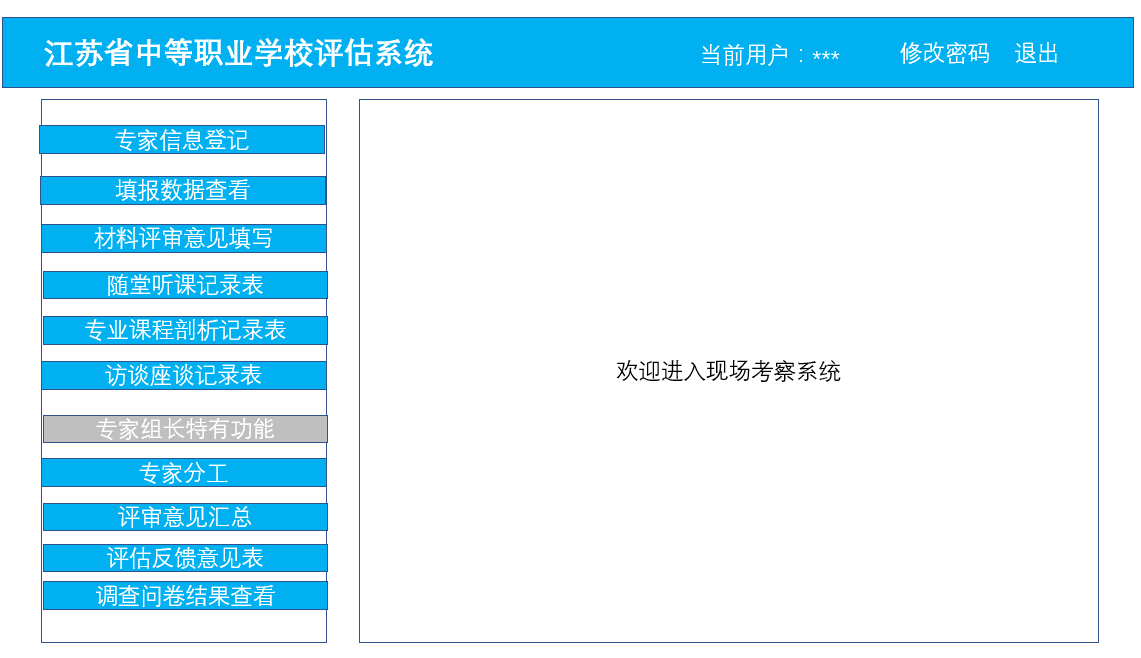 江苏省中等职业学校评估系统
当前用户：*** 修改密码 退出
专家信息登记
填报数据查看
材料评审意见填写
随堂听课记录表
专业课程剖析记录表
访谈座谈记录表
专家组长特有功能
专家分工
评审意见汇总
评估反馈意见表
调查问卷结果查看
欢迎进入现场考察系统